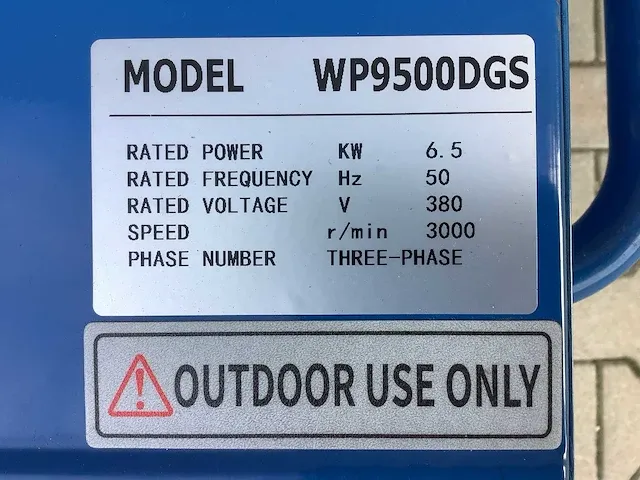 MODEL WP9500DGS
RATED POWER KW 6.5
RATED FREQUENCY Hz 50
RATED VOLTAGE V 380
SPEED r/min 3000
PHASE NUMBER THREE-PHASE
OUTDOOR USE ONLY